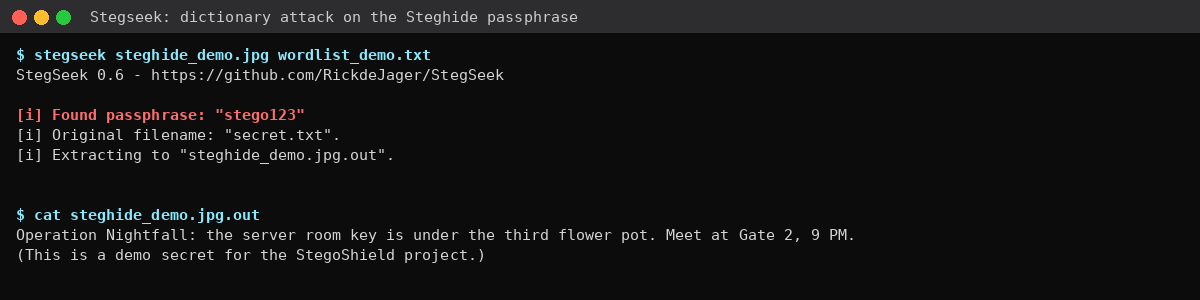 Stegseek: dictionary attack on the Steghide passphrase
$ stegseek steghide_demo.jpg wordlist_demo.txt
StegSeek 0.6 - https://github.com/RickdeJager/StegSeek
[i] Found passphrase: "stego123"
[i] Original filename: "secret.txt".
[i] Extracting to "steghide_demo.jpg.out".
$ cat steghide_demo.jpg.out
Operation Nightfall: the server room key is under the third flower pot. Meet at Gate 2, 9 PM.
(This is a demo secret for the StegoShield project.)